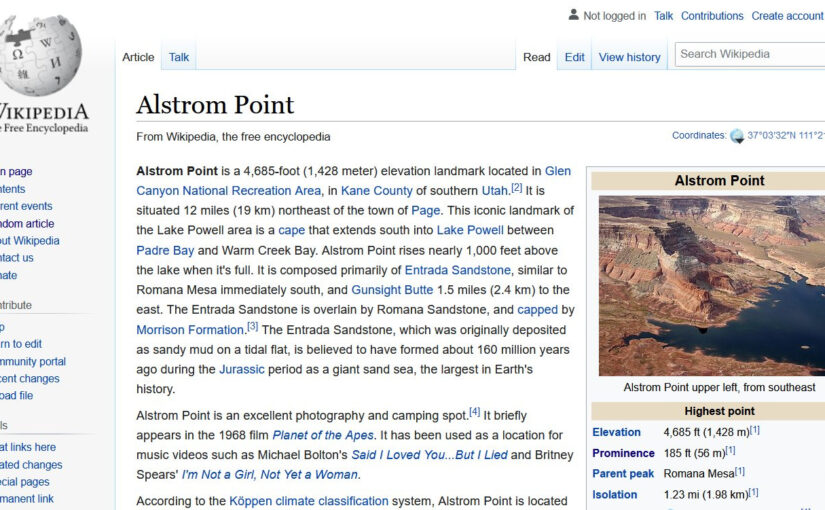 Not logged in Talk Contributions Create account
WIKIPEDIA
Free Encyclopedia
Article Talk Read Edit View history Search Wikipedia
Alstrom Point
From Wikipedia, the free encyclopedia
Coordinates: 37°03′32″N 111°2
Alstrom Point is a 4,685-foot (1,428 meter) elevation landmark located in Glen
Canyon National Recreation Area, in Kane County of southern Utah.[2] It is
situated 12 miles (19 km) northeast of the town of Page. This iconic landmark of
the Lake Powell area is a cape that extends south into Lake Powell between
Padre Bay and Warm Creek Bay. Alstrom Point rises nearly 1,000 feet above
the lake when it's full. It is composed primarily of Entrada Sandstone, similar to
Romana Mesa immediately south, and Gunsight Butte 1.5 miles (2.4 km) to the
east. The Entrada Sandstone is overlain by Romana Sandstone, and capped by
Morrison Formation.[3] The Entrada Sandstone, which was originally deposited
as sandy mud on a tidal flat, is believed to have formed about 160 million years
ago during the Jurassic period as a giant sand sea, the largest in Earth's
history.
Alstrom Point is an excellent photography and camping spot.[4] It briefly
appears in the 1968 film Planet of the Apes. It has been used as a location for
music videos such as Michael Bolton's Said I Loved You...But I Lied and Britney
Spears' I'm Not a Girl, Not Yet a Woman.
According to the Köppen climate classification system, Alstrom Point is located
Alstrom Point
Alstrom Point upper left, from southeast
Highest point
Elevation 4,685 ft (1,428 m)[1]
Prominence 185 ft (56 m)[1]
Parent peak Romana Mesa[1]
Isolation 1.23 mi (1.98 km)[1]
n page
ntents
rent events
ndom article
out Wikipedia
ntact us
nate
ntribute
p
rn to edit
mmunity portal
cent changes
oad file
ls
at links here
ated changes
ecial pages
manent link